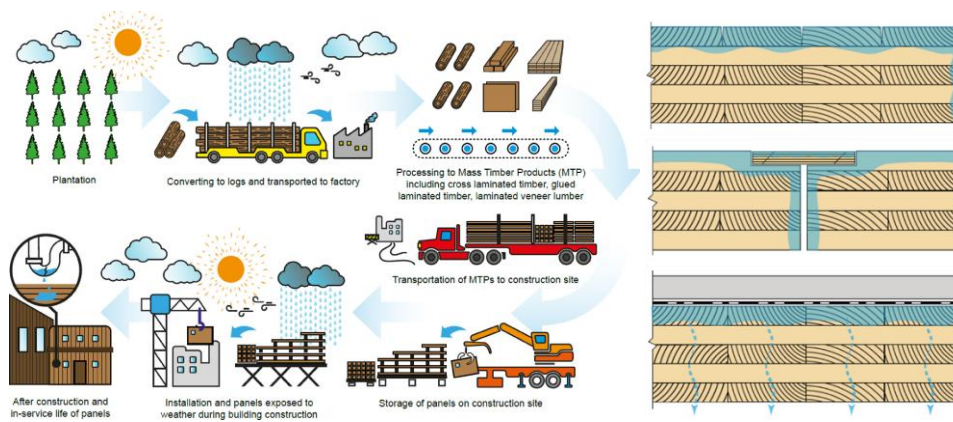 Plantation
Converting to logs and transported to factory
Processing to Mass Timber Products (MTP)
including cross laminated timber, glued
laminated timber, laminated veneer lumber
Transportation of MTPs to construction site
Storage of panels on construction site
Installation and panels exposed to
weather during building construction
After construction and
in-service life of panels